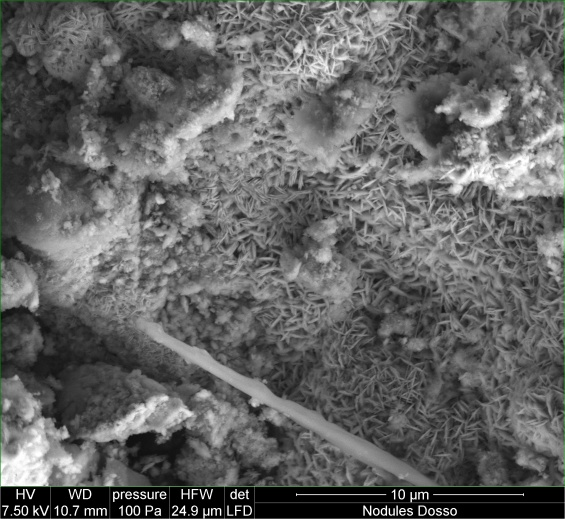 HV WD pressure HFW det 10 µm
7.50 kV 10.7 mm 100 Pa 24.9 µm LFD Nodules Dosso